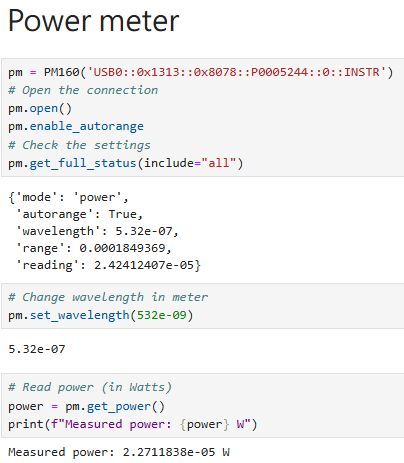 Power meter
pm = PM160('USB0::0x1313::0x8078::P0005244::0::INSTR')
# Open the connection
pm.open()
pm.enable_autorange
# Check the settings
pm.get_full_status(include="all")
{'mode': 'power',
 'autorange': True,
 'wavelength': 5.32e-07,
 'range': 0.0001849369,
 'reading': 2.42412407e-05}
# Change wavelength in meter
pm.set_wavelength(532e-09)
5.32e-07
# Read power (in Watts)
power = pm.get_power()
print(f"Measured power: {power} W")
Measured power: 2.2711838e-05 W